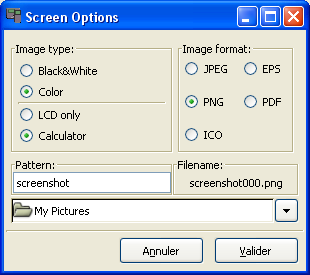 Screen Options
Image type:
Black&White
Color
LCD only
Calculator
Image format:
JPEG
EPS
PNG
PDF
ICO
Pattern:
screenshot
Filename:
screenshot000.png
My Pictures
Annuler
Valider